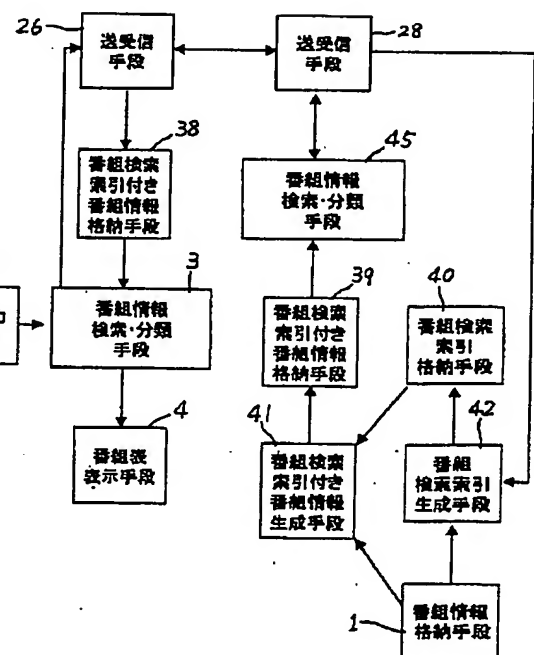 26
送受信
手段
28
送受信
手段
38
番組検索
索引付き
番組情報
格納手段
45
番組情報
検索・分類
手段
3
番組情報
検索・分類
手段
39
番組検索
索引付き
番組情報
格納手段
40
番組検索
索引
格納手段
4
番組表
表示手段
41
番組検索
索引付き
番組情報
生成手段
42
番組
検索索引
生成手段
1
番組情報
格納手段